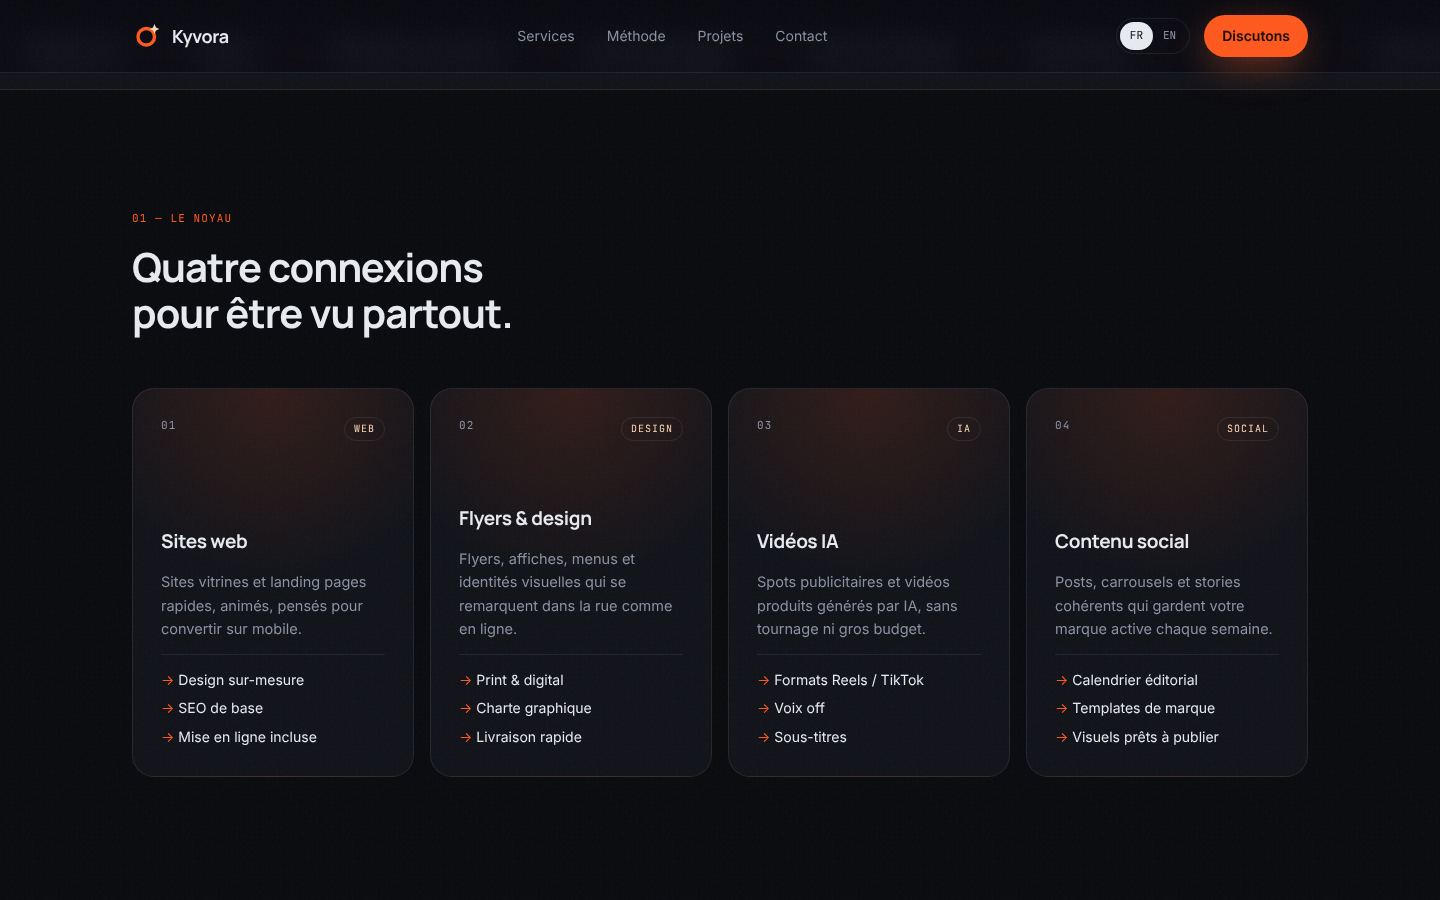 Kyvora
Services
Méthode
Projets
Contact
FR
EN
Discutons
01 — LE NOYAU
Quatre connexions
pour être vu partout.
01
WEB
Sites web
Sites vitrines et landing pages
rapides, animés, pensés pour
convertir sur mobile.
→ Design sur-mesure
→ SEO de base
→ Mise en ligne incluse
02
DESIGN
Flyers & design
Flyers, affiches, menus et
identités visuelles qui se
remarquent dans la rue comme
en ligne.
→ Print & digital
→ Charte graphique
→ Livraison rapide
03
IA
Vidéos IA
Spots publicitaires et vidéos
produits générés par IA, sans
tournage ni gros budget.
→ Formats Reels / TikTok
→ Voix off
→ Sous-titres
04
SOCIAL
Contenu social
Posts, carrousels et stories
cohérents qui gardent votre
marque active chaque semaine.
→ Calendrier éditorial
→ Templates de marque
→ Visuels prêts à publier